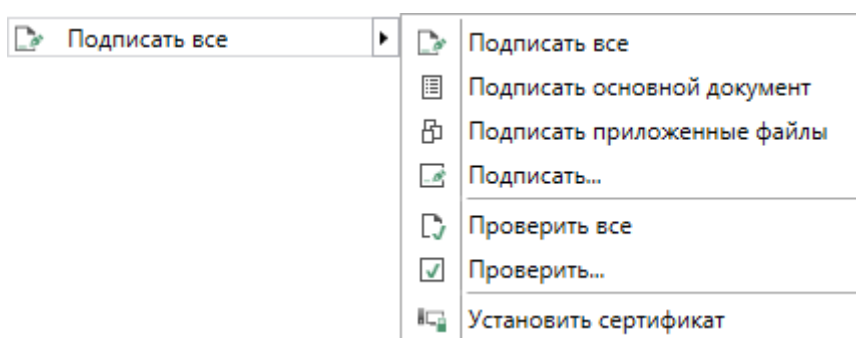 Подписать все
Подписать все
Подписать основной документ
Подписать приложенные файлы
Подписать...
Проверить все
Проверить...
Установить сертификат